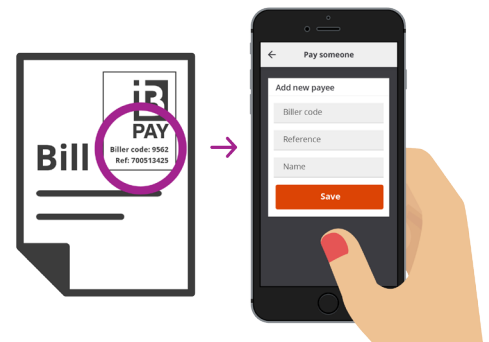 B
PAY
Bill
Biller code: 9562
Ref: 700513425
Pay someone
Add new payee
Biller code
Reference
Name
Save